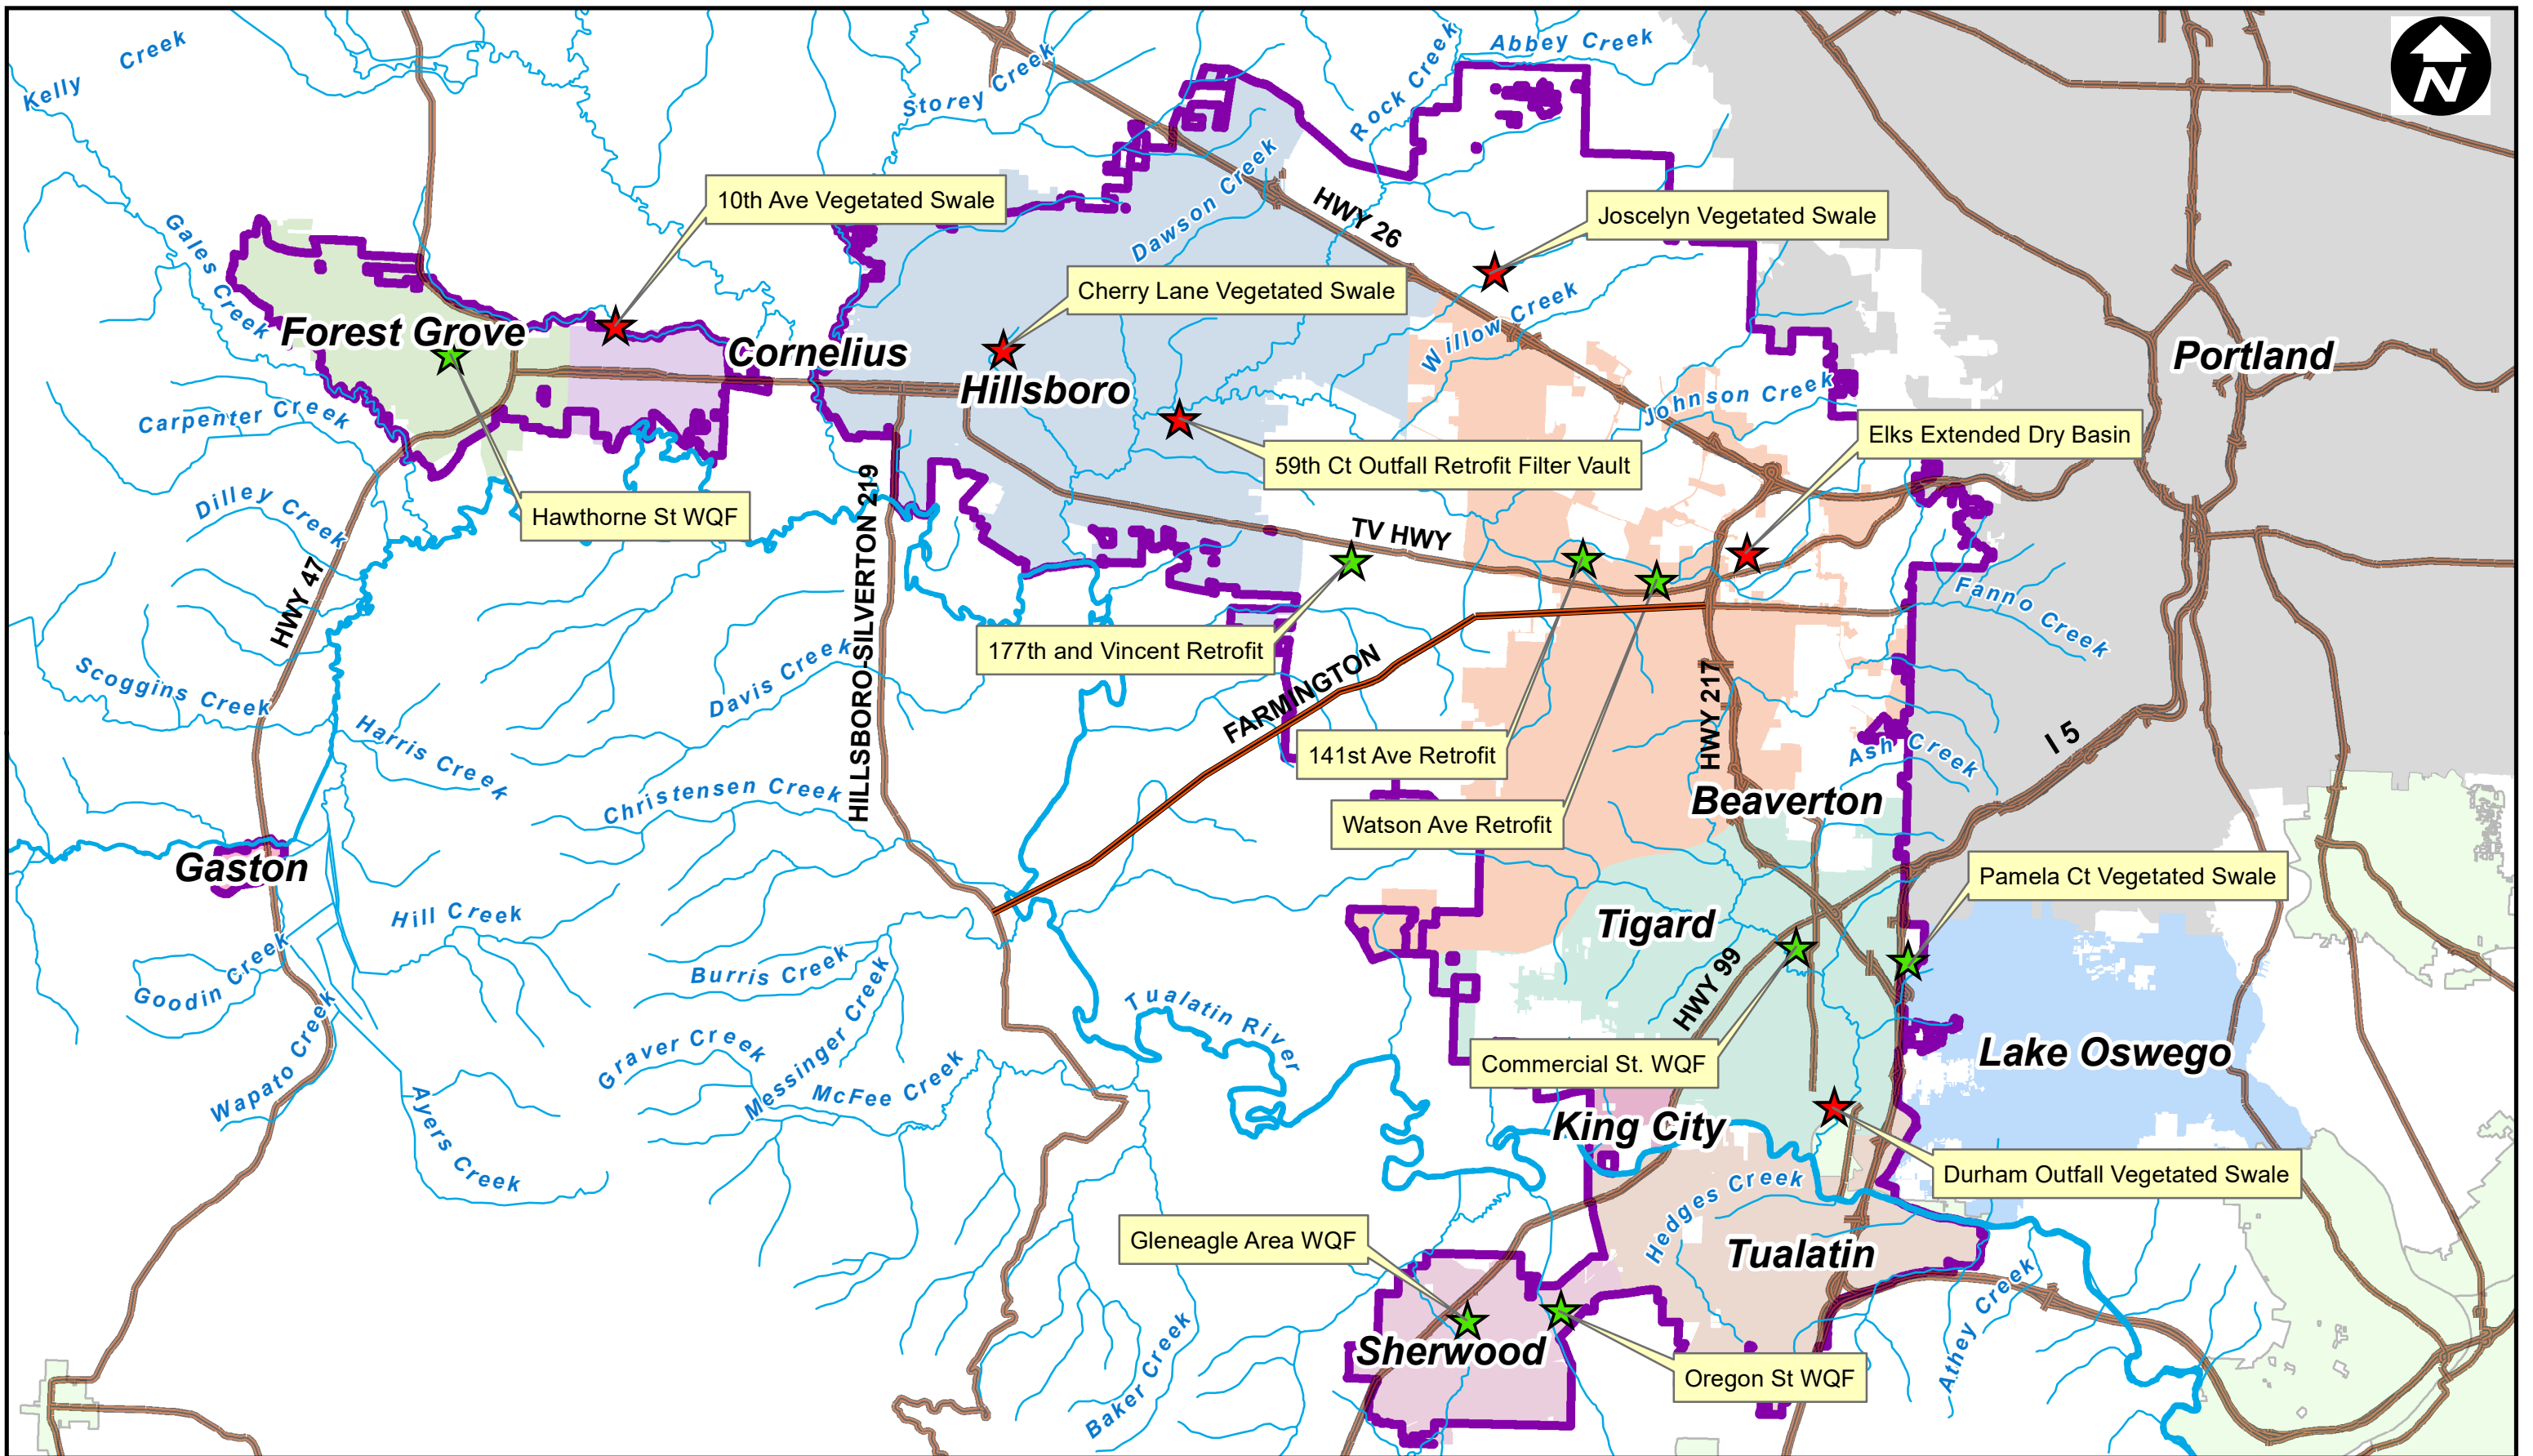 Kelly Creek
Storey Creek
Rock Creek
Abbey Creek
N
10th Ave Vegetated Swale
Dawson Creek
HWY 26
Joscelyn Vegetated Swale
Gales Creek
Cherry Lane Vegetated Swale
Forest Grove
Cornelius
Willow Creek
Portland
Hillsboro
Johnson Creek
Carpenter Creek
Elks Extended Dry Basin
59th Ct Outfall Retrofit Filter Vault
Dilley Creek
Hawthorne St WQF
TV HWY
HWY 47
HILLSBORO-SILVERTON 219
Fanno Creek
177th and Vincent Retrofit
Scoggins Creek
Davis Creek
FARMINGTON
HWY 217
Harris Creek
141st Ave Retrofit
Ash Creek
I 5
Christensen Creek
Beaverton
Watson Ave Retrofit
Gaston
Pamela Ct Vegetated Swale
Hill Creek
Tigard
Goodin Creek
Burris Creek
HWY 99
Messinger Creek
Tualatin River
Wapato Creek
Graver Creek
McFee Creek
Commercial St. WQF
Lake Oswego
Ayers Creek
King City
Durham Outfall Vegetated Swale
Hedges Creek
Gleneagle Area WQF
Tualatin
Athey Creek
Sherwood
Baker Creek
Oregon St WQF